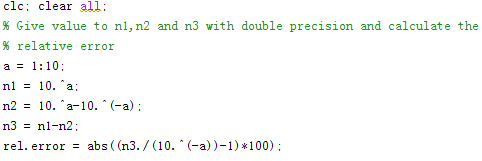 clc; clear all;
% Give value to n1,n2 and n3 with double precision and calculate the
% relative error
a = 1:10;
n1 = 10.^a;
n2 = 10.^a-10.^(-a);
n3 = n1-n2;
rel.error = abs((n3./(10.^(-a))-1)*100);